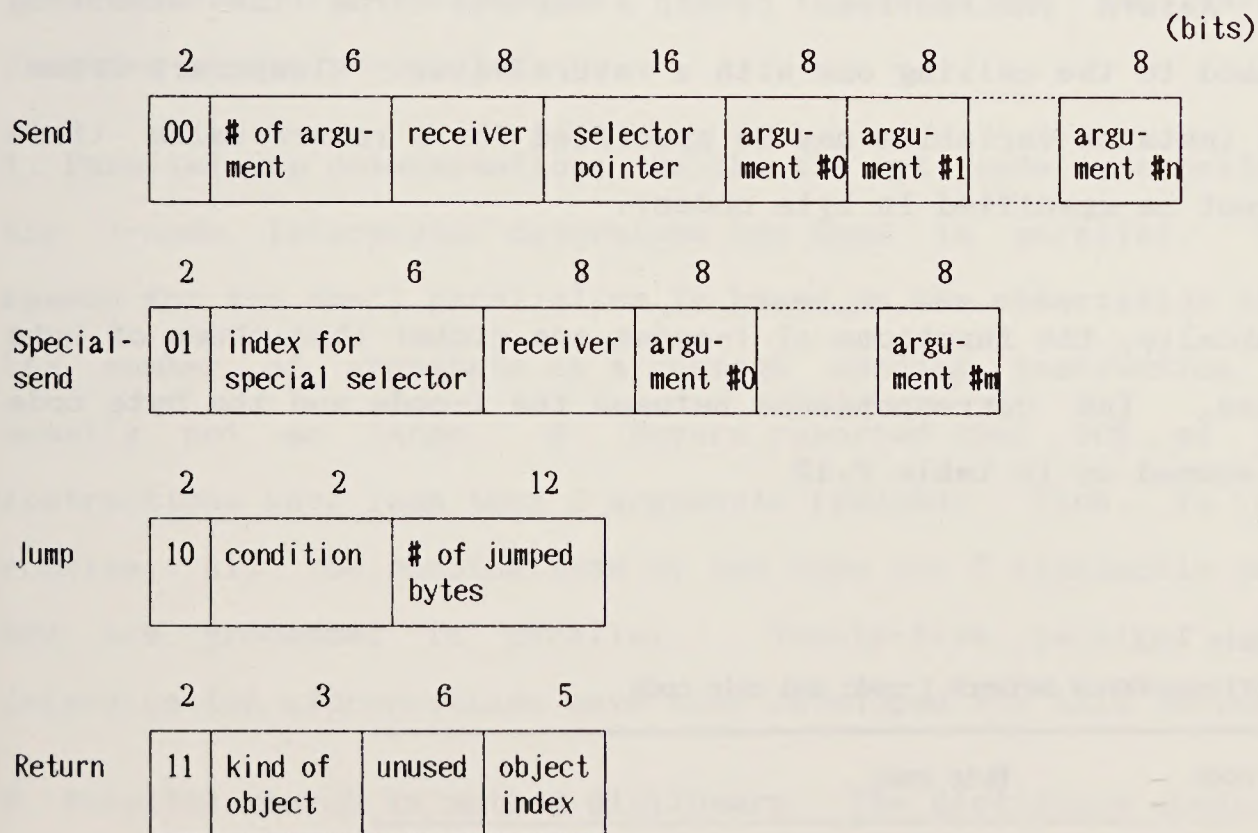 (bits)
2 6 8 16 8 8 8
Send 00 # of argu- receiver selector argu- argu- argu-
ment pointer ment #0 ment #1 ment #n
2 6 8 8 8
Special- 01 index for receiver argu- argu-
send special selector ment #0 ment #m
2 2 12
Jump 10 condition # of jumped
bytes
2 3 6 5
Return 11 kind of unused object
object index